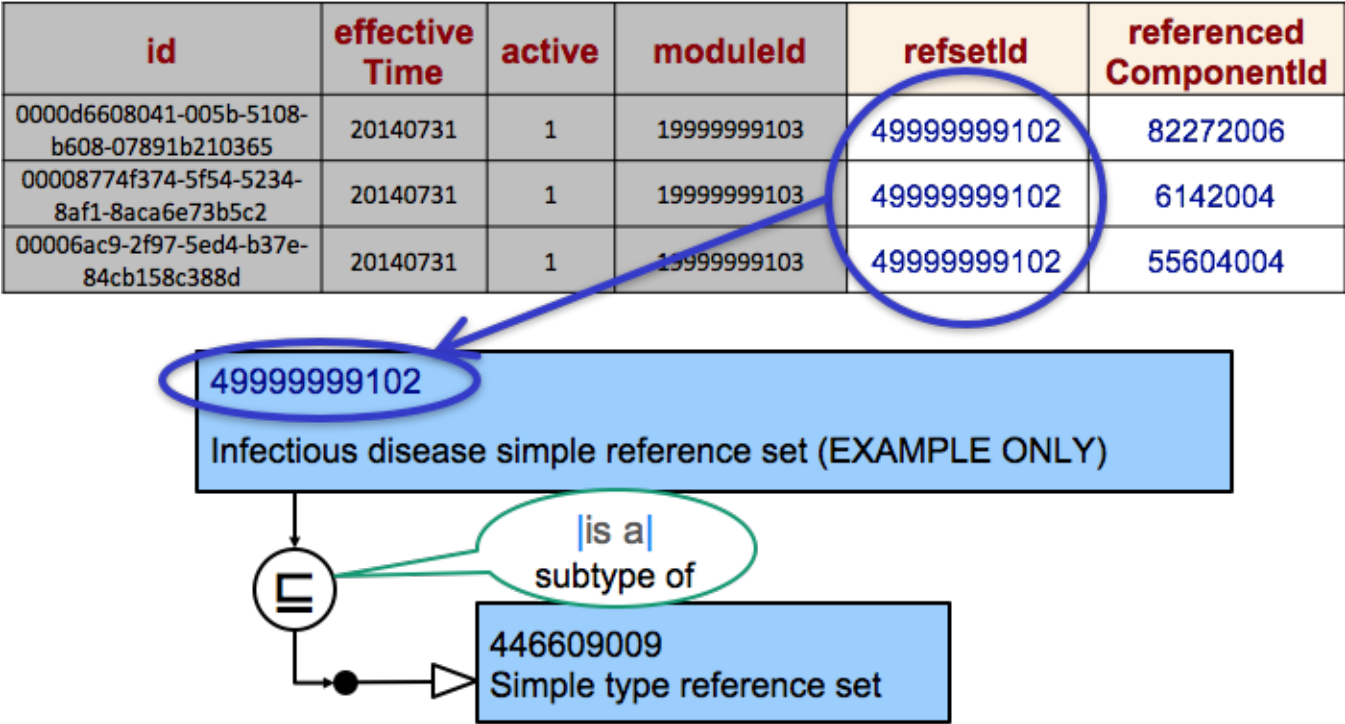 id
effective
Time
active
moduleId
refsetId
referenced
ComponentId
0000d6608041-005b-5108-
b608-07891b210365
20140731
1
19999999103
49999999102
82272006
00008774f374-5f54-5234-
8af1-8aca6e73b5c2
20140731
1
19999999103
49999999102
6142004
00006ac9-2f97-5ed4-b37e-
84cb158c388d
20140731
1
19999999103
49999999102
55604004
49999999102
Infectious disease simple reference set (EXAMPLE ONLY)
|is a|
subtype of
⊑
446609009
Simple type reference set